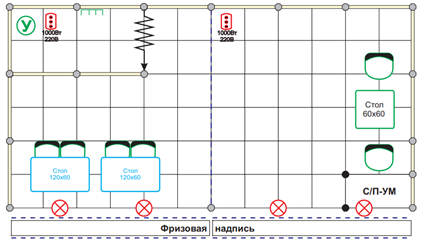 У
1000Вт
220В
1000Вт
220В
Стол
60х60
Стол
120х60
Стол
120х60
С/П-УМ
Фризовая надпись